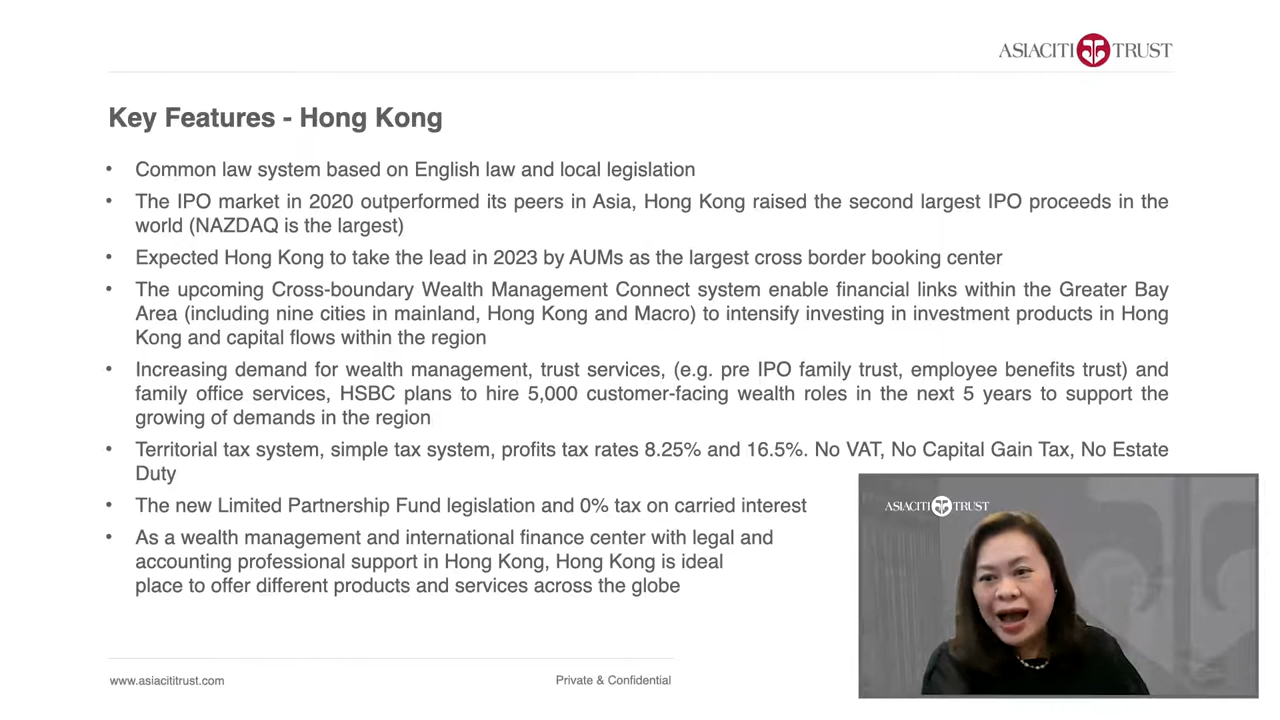 ASIACITI TRUST
Key Features - Hong Kong
• Common law system based on English law and local legislation
• The IPO market in 2020 outperformed its peers in Asia, Hong Kong raised the second largest IPO proceeds in the
world (NAZDAQ is the largest)
• Expected Hong Kong to take the lead in 2023 by AUMs as the largest cross border booking center
• The upcoming Cross-boundary Wealth Management Connect system enable financial links within the Greater Bay
Area (including nine cities in mainland, Hong Kong and Macro) to intensify investing in investment products in Hong
Kong and capital flows within the region
• Increasing demand for wealth management, trust services, (e.g. pre IPO family trust, employee benefits trust) and
family office services, HSBC plans to hire 5,000 customer-facing wealth roles in the next 5 years to support the
growing of demands in the region
• Territorial tax system, simple tax system, profits tax rates 8.25% and 16.5%. No VAT, No Capital Gain Tax, No Estate
Duty
• The new Limited Partnership Fund legislation and 0% tax on carried interest
• As a wealth management and international finance center with legal and
accounting professional support in Hong Kong, Hong Kong is ideal
place to offer different products and services across the globe
ASIACITI TRUST
www.asiacititrust.com
Private & Confidential